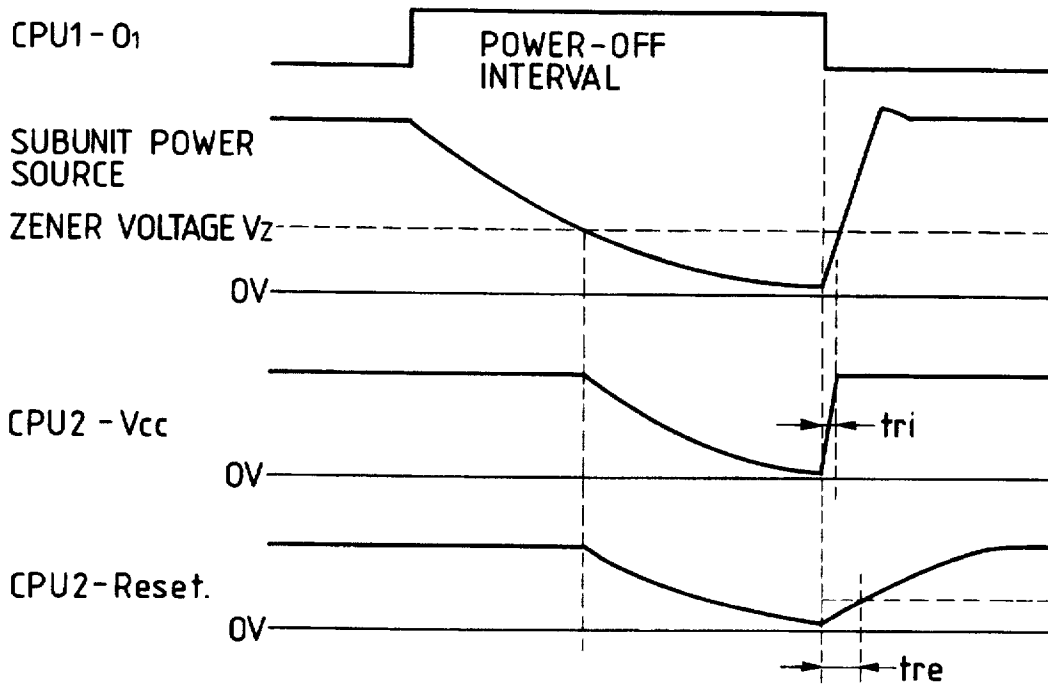 CPU1-O1
POWER-OFF
INTERVAL
SUBUNIT POWER
SOURCE
ZENER VOLTAGE Vz
0V
CPU2-Vcc
tri
0V
CPU2-Reset.
0V
tre